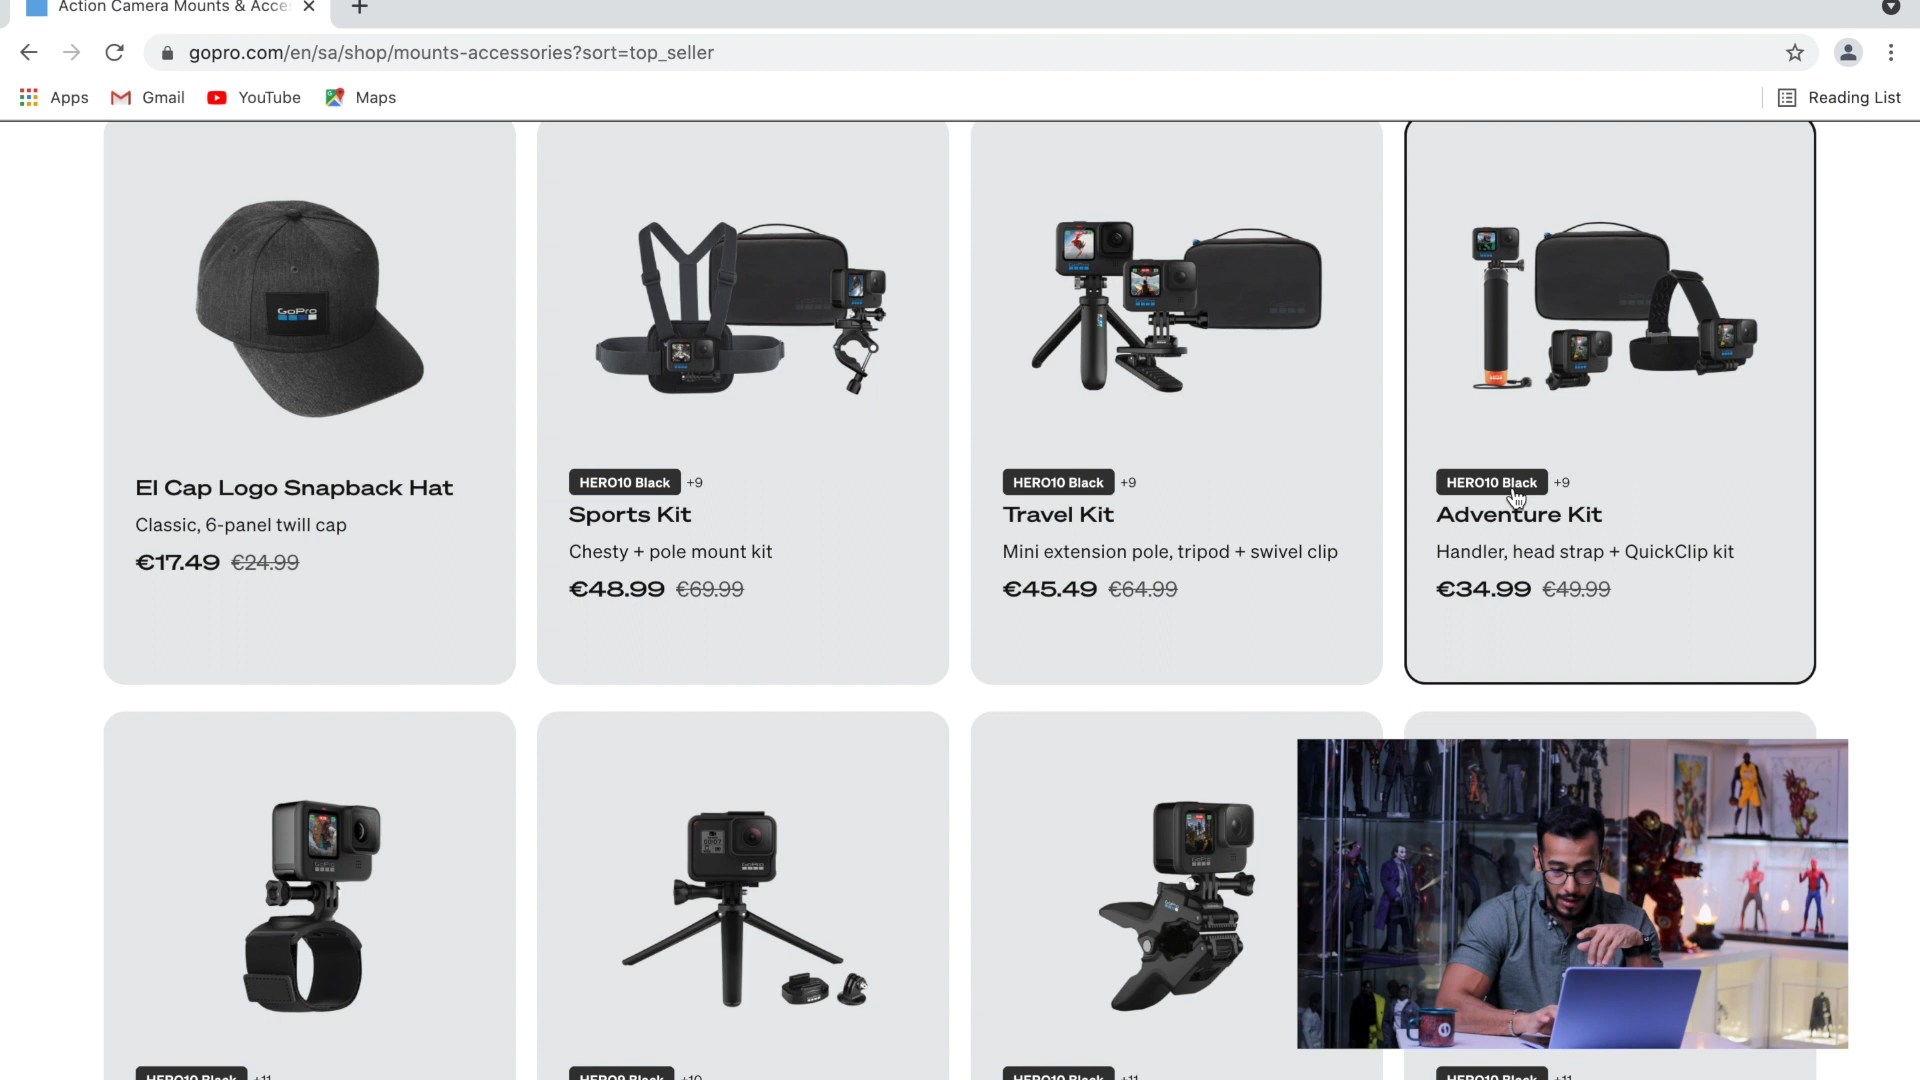 Action Camera Mounts & Acce
gopro.com/en/sa/shop/mounts-accessories?sort=top_seller
Apps
Gmail
YouTube
Maps
Reading List
GoPro
El Cap Logo Snapback Hat
Classic, 6-panel twill cap
€17.49 €24.99
HERO10 Black +9
Sports Kit
Chesty + pole mount kit
€48.99 €69.99
HERO10 Black +9
Travel Kit
Mini extension pole, tripod + swivel clip
€45.49 €64.99
HERO10 Black +9
Adventure Kit
Handler, head strap + QuickClip kit
€34.99 €49.99
GoPro
GoPro
GoPro
HERO10 Black +11
HERO9 Black +10
HERO10 Black +11
HERO10 Black +11